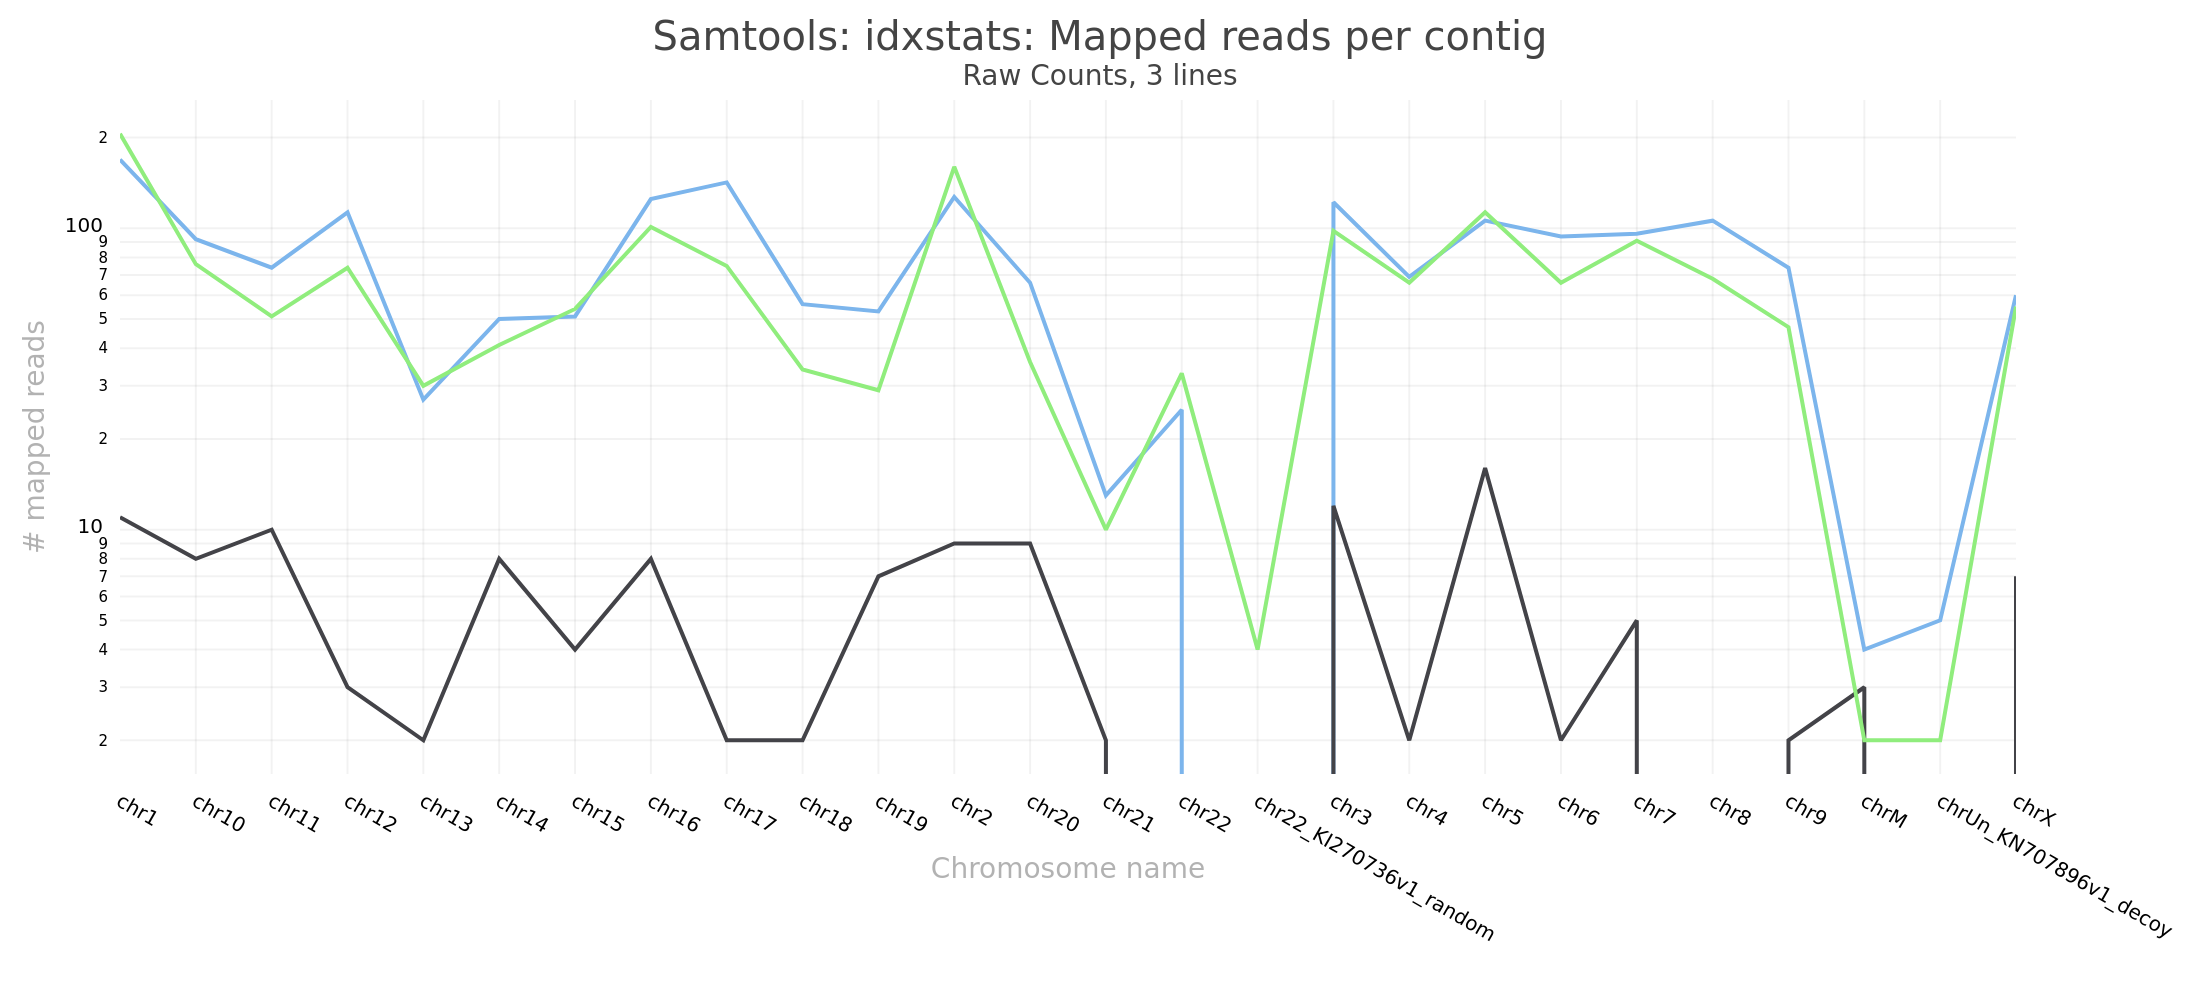 Samtools: idxstats: Mapped reads per contig
Raw Counts, 3 lines
2
100
9
8
7
6
5
4
3
2
10
9
8
7
6
5
4
3
2
# mapped reads
chr1
chr10
chr11
chr12
chr13
chr14
chr15
chr16
chr17
chr18
chr19
chr2
chr20
chr21
chr22
chr22_KI270736v1_random
chr3
chr4
chr5
chr6
chr7
chr8
chr9
chrM
chrUn_KN707896v1_decoy
chrX
Chromosome name